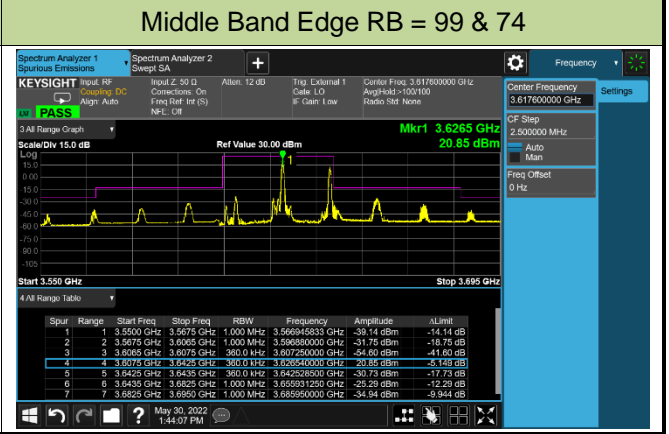 Middle Band Edge RB = 99 & 74
Spectrum Analyzer 1
Spurious Emissions
Spectrum Analyzer 2
Swept SA
Frequency
KEYSIGHT
Input: RF
Coupling: DC
Align: Auto
Input Z: 50 Ω
Corrections: On
Freq Ref: Int (S)
NFE: Off
Atten: 12 dB
Trig: External 1
Gate: LO
IF Gain: Low
Center Freq: 3.617600000 GHz
Avg|Hold:>100/100
Radio Std: None
PASS
Center Frequency
3.617600000 GHz
Settings
CF Step
2.500000 MHz
Auto
Man
Freq Offset
0 Hz
3 All Range Graph
Mkr1 3.6265 GHz
Scale/Div 15.0 dB
Ref Value 30.00 dBm
20.85 dBm
Log
15.0
0.00
-15.0
-30.0
-45.0
-60.0
-75.0
-90.0
-105
1
Start 3.550 GHz
Stop 3.695 GHz
4 All Range Table
Spur Range Start Freq Stop Freq RBW Frequency Amplitude ΔLimit
1 1 3.5500 GHz 3.5675 GHz 1.000 MHz 3.566945833 GHz -39.14 dBm -14.14 dB
2 2 3.5675 GHz 3.6065 GHz 1.000 MHz 3.596880000 GHz -31.75 dBm -18.75 dB
3 3 3.6065 GHz 3.6075 GHz 360.0 kHz 3.607250000 GHz -54.60 dBm -41.60 dB
4 4 3.6075 GHz 3.6425 GHz 360.0 kHz 3.626540000 GHz 20.85 dBm -5.149 dB
5 5 3.6425 GHz 3.6435 GHz 360.0 kHz 3.642528500 GHz -30.73 dBm -17.73 dB
6 6 3.6435 GHz 3.6825 GHz 1.000 MHz 3.655931250 GHz -25.29 dBm -12.29 dB
7 7 3.6825 GHz 3.6950 GHz 1.000 MHz 3.685950000 GHz -34.94 dBm -9.944 dB
May 30, 2022
1:44:07 PM